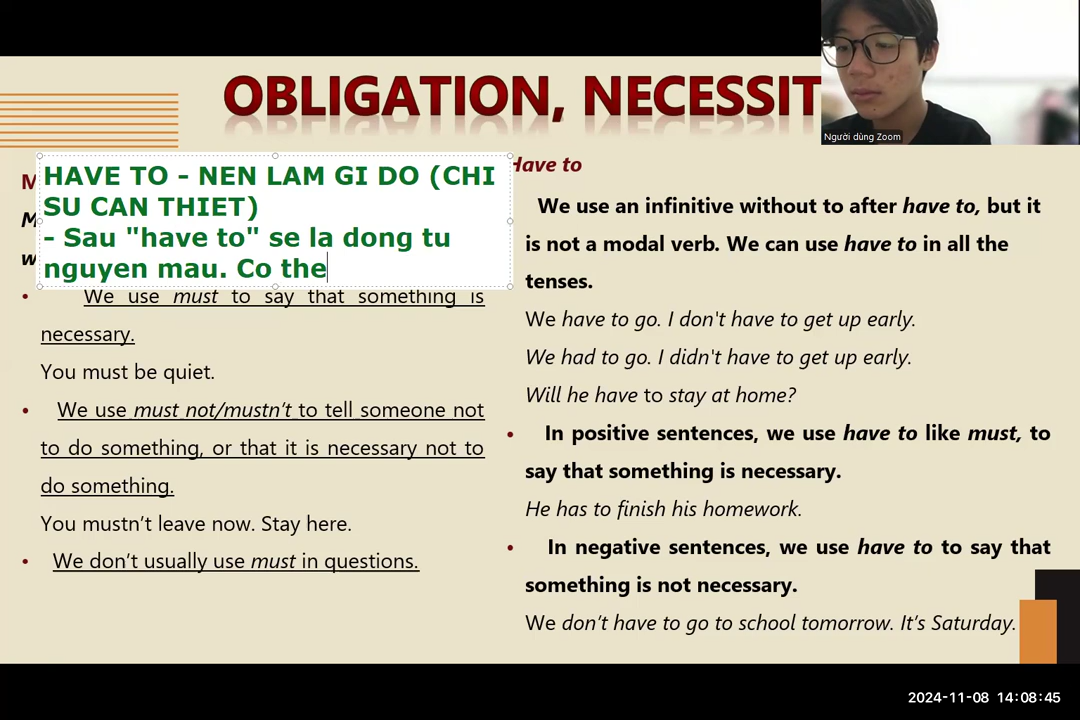 OBLIGATION, NECESSIT
Người dùng Zoom
HAVE TO - NEN LAM GI DO (CHI
SU CAN THIET)
- Sau "have to" se la dong tu
nguyen mau. Co the
• We use must to say that something is
necessary.
You must be quiet.
• We use must not/mustn’t to tell someone not
to do something, or that it is necessary not to
do something.
You mustn’t leave now. Stay here.
• We don’t usually use must in questions.
Have to
We use an infinitive without to after have to, but it
is not a modal verb. We can use have to in all the
tenses.
We have to go. I don't have to get up early.
We had to go. I didn't have to get up early.
Will he have to stay at home?
• In positive sentences, we use have to like must, to
say that something is necessary.
He has to finish his homework.
• In negative sentences, we use have to to say that
something is not necessary.
We don’t have to go to school tomorrow. It’s Saturday.
2024-11-08 14:08:45